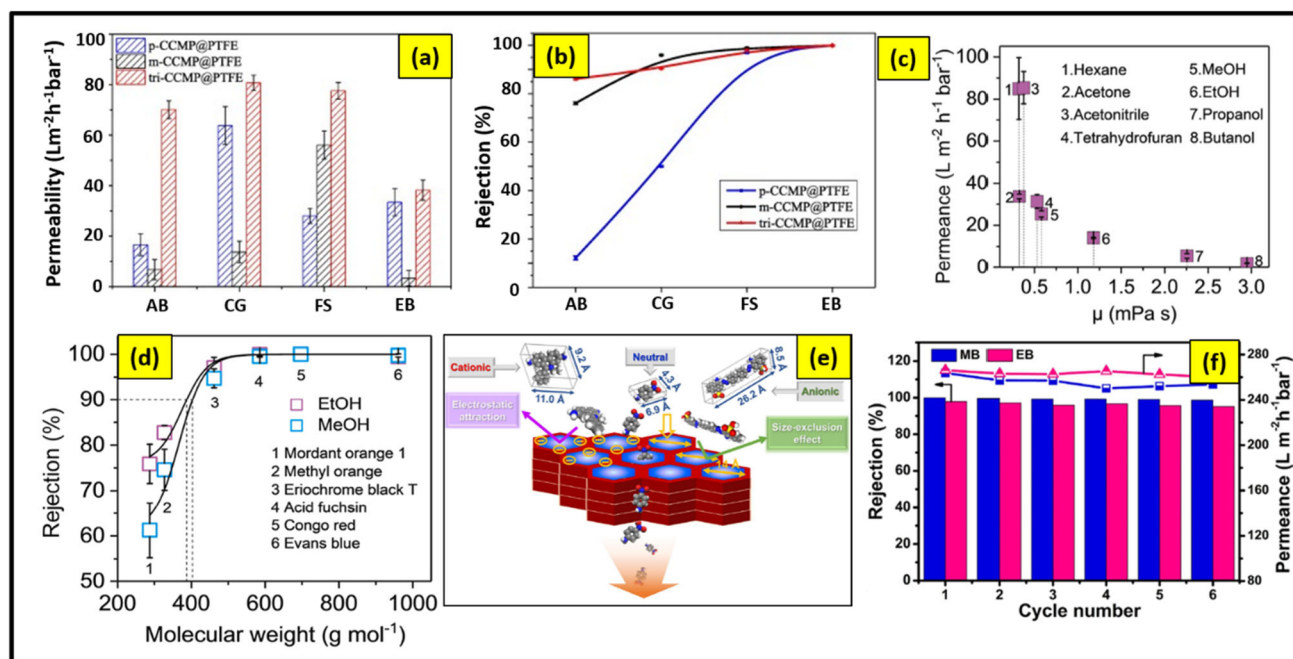 (a)
p-CCMP@PTFE
m-CCMP@PTFE
tri-CCMP@PTFE
Permeability (Lm⁻²h⁻¹bar⁻¹)
100
80
60
40
20
0
AB CG FS EB
(b)
Rejection (%)
100
80
60
40
20
100
0
p-CCMP@PTFE
m-CCMP@PTFE
tri-CCMP@PTFE
AB CG FS EB
(c)
Permeance (L m⁻² h⁻¹ bar⁻¹)
100
80
60
40
20
0
1.Hexane 5.MeOH
2.Acetone 6.EtOH
3.Acetonitrile 7.Propanol
4.Tetrahydrofuran 8.Butanol
1 3
2 4
5
6
7
8
0.5 1.0 1.5 2.0 2.5 3.0
μ (mPa s)
(d)
Rejection (%)
100
90
80
70
60
50
EtOH
MeOH
1 Mordant orange 1
2 Methyl orange
3 Eriochrome black T
4 Acid fuchsin
5 Congo red
6 Evans blue
1
2
3
4
5
6
200 400 600 800 1000
Molecular weight (g mol⁻¹)
(e)
Cationic
9.2 Å
11.0 Å
Neutral
4.3 Å
6.9 Å
8.5 Å
26.2 Å
Anionic
Electrostatic
attraction
Size-exclusion
effect
(f)
MB EB
Rejection (%)
120
100
80
60
40
20
0
280
240
200
160
120
80
Permeance (L m⁻²·h⁻¹bar⁻¹)
1 2 3 4 5 6
Cycle number